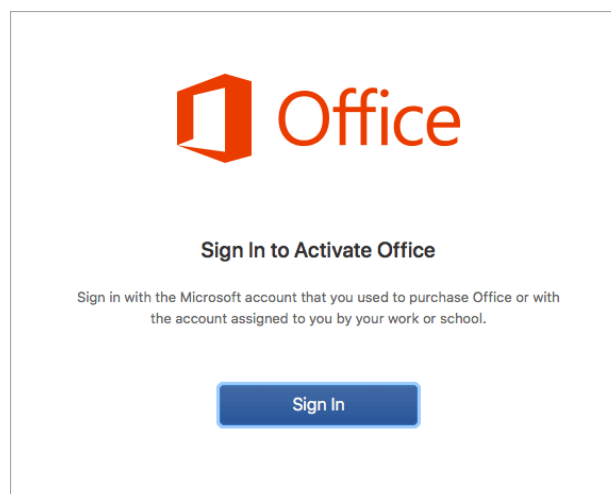 Office
Sign In to Activate Office
Sign in with the Microsoft account that you used to purchase Office or with
the account assigned to you by your work or school.
Sign In